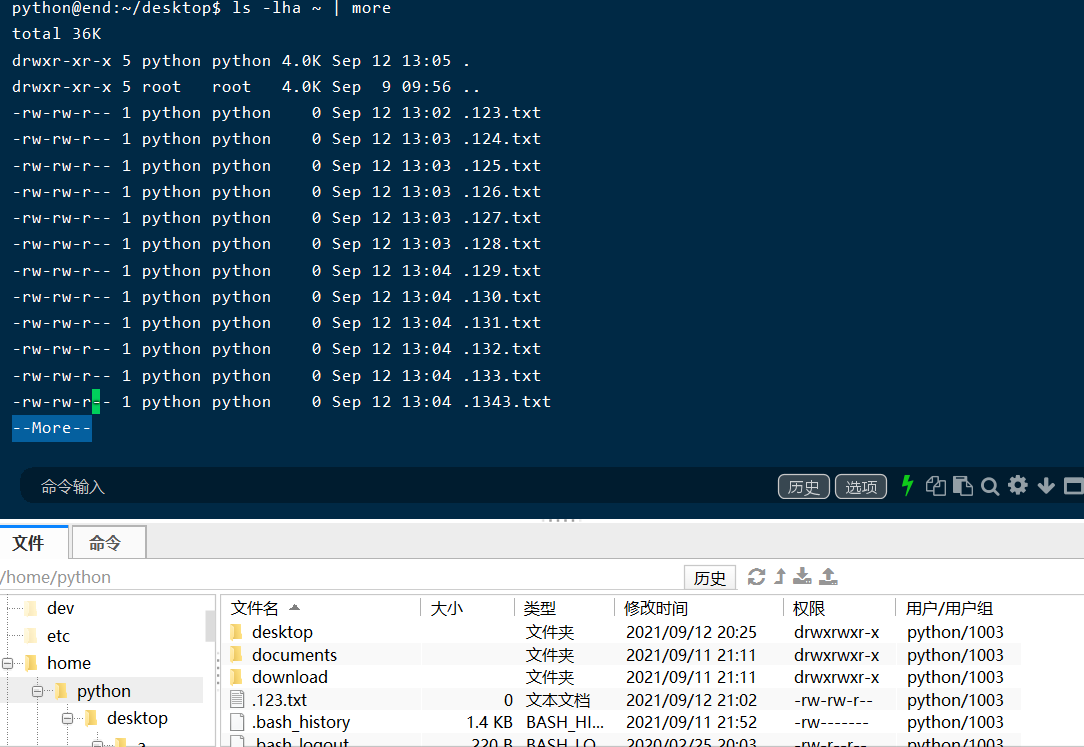 python@end:~/desktop$ ls -lha ~ | more
total 36K
drwxr-xr-x 5 python python 4.0K Sep 12 13:05 .
drwxr-xr-x 5 root   root   4.0K Sep  9 09:56 ..
-rw-rw-r-- 1 python python    0 Sep 12 13:02 .123.txt
-rw-rw-r-- 1 python python    0 Sep 12 13:03 .124.txt
-rw-rw-r-- 1 python python    0 Sep 12 13:03 .125.txt
-rw-rw-r-- 1 python python    0 Sep 12 13:03 .126.txt
-rw-rw-r-- 1 python python    0 Sep 12 13:03 .127.txt
-rw-rw-r-- 1 python python    0 Sep 12 13:03 .128.txt
-rw-rw-r-- 1 python python    0 Sep 12 13:04 .129.txt
-rw-rw-r-- 1 python python    0 Sep 12 13:04 .130.txt
-rw-rw-r-- 1 python python    0 Sep 12 13:04 .131.txt
-rw-rw-r-- 1 python python    0 Sep 12 13:04 .132.txt
-rw-rw-r-- 1 python python    0 Sep 12 13:04 .133.txt
-rw-rw-r-- 1 python python    0 Sep 12 13:04 .1343.txt
--More--
命令输入 历史 选项
文件 命令
/home/python 历史
dev
etc
home
python
desktop
a
文件名 大小 类型 修改时间 权限 用户/用户组
desktop 文件夹 2021/09/12 20:25 drwxrwxr-x python/1003
documents 文件夹 2021/09/11 21:11 drwxrwxr-x python/1003
download 文件夹 2021/09/11 21:11 drwxrwxr-x python/1003
.123.txt 0 文本文档 2021/09/12 21:02 -rw-rw-r-- python/1003
.bash_history 1.4 KB BASH_HI... 2021/09/11 21:52 -rw------- python/1003
.bash_logout 220 B BASH_LO... 2020/02/25 20:03 -rw-r--r-- python/1003